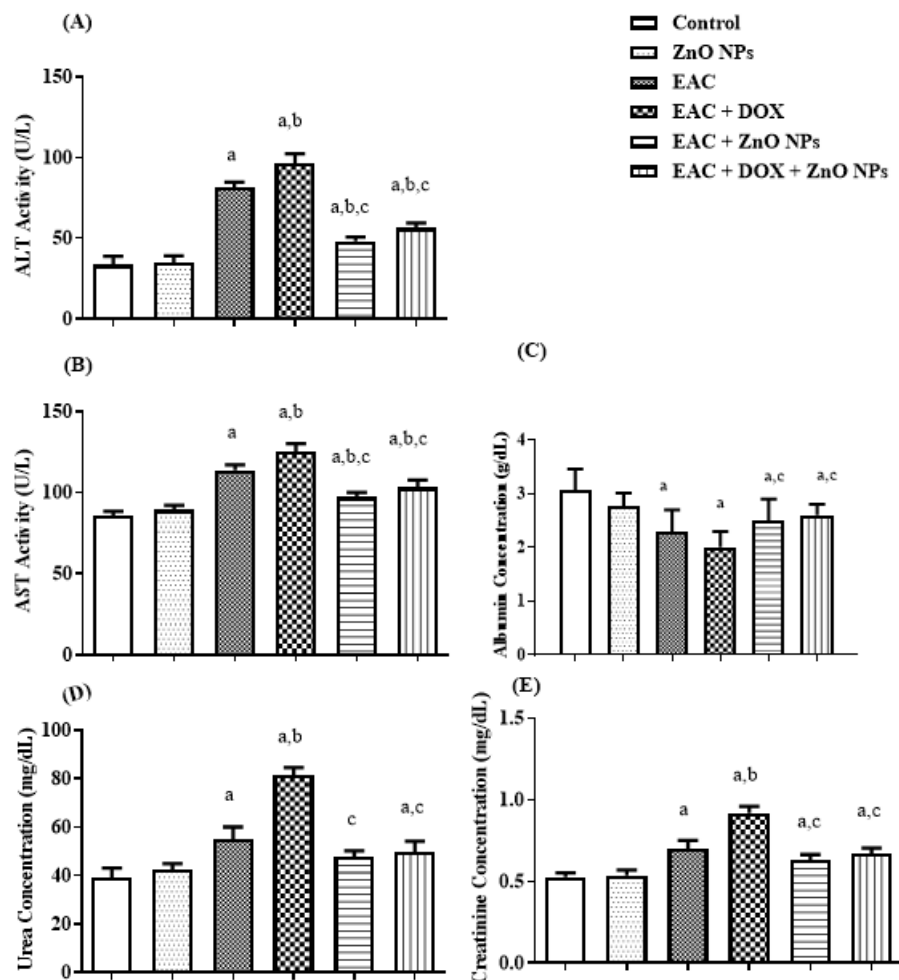 (A)
Control
ZnO NPs
EAC
EAC + DOX
EAC + ZnO NPs
EAC + DOX + ZnO NPs
ALT Activity (U/L)
150
100
50
0
a
a,b
a,b,c
a,b,c
(B)
AST Activity (U/L)
150
100
50
0
a
a,b
a,b,c
a,b,c
(C)
Albumin Concentration (g/dL)
4
3
2
1
0
a
a
a,c
a,c
(D)
Urea Concentration (mg/dL)
100
80
60
40
20
0
a
a,b
c
a,c
(E)
Creatinine Concentration (mg/dL)
1.5
1.0
0.5
0.0
a
a,b
a,c
a,c